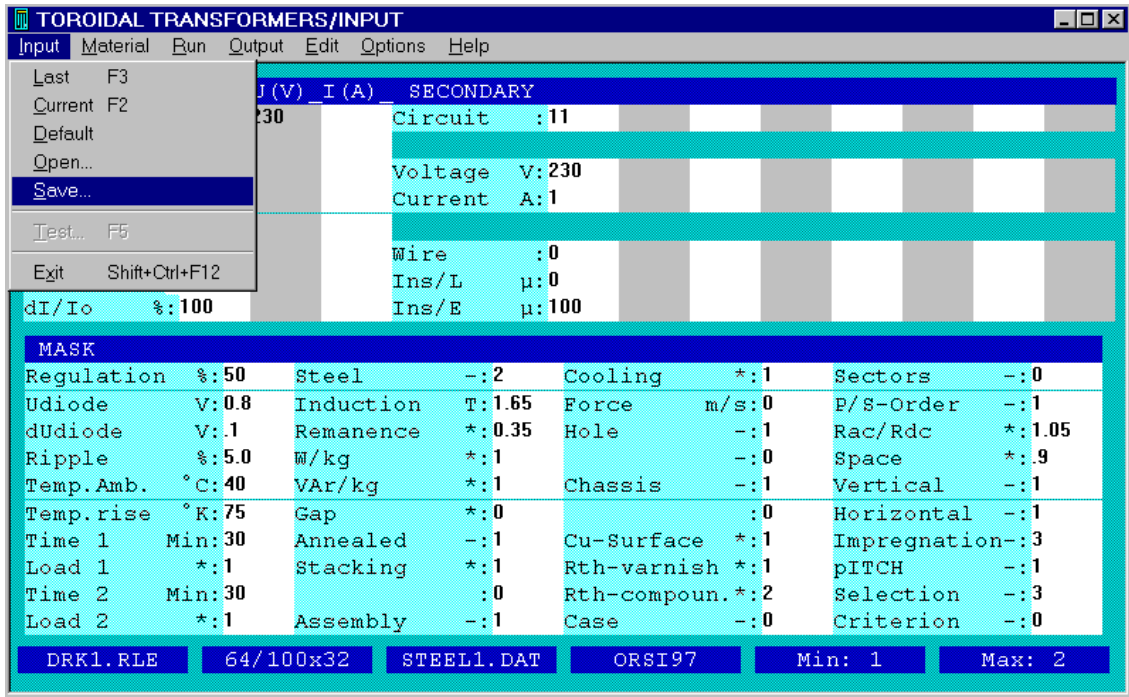 TOROIDAL TRANSFORMERS/INPUT
Input Material Run Output Edit Options Help
Last F3
Current F2
Default
Open...
Save...
Test... F5
Exit Shift+Ctrl+F12
(V)_I(A)_ SECONDARY
230 Circuit :11
Voltage V:230
Current A:1
Wire :0
Ins/L µ:0
dI/Io %:100 Ins/E µ:100
MASK
Regulation %:50 Steel -:2 Cooling *:1 Sectors -:0
Udiode V:0.8 Induction T:1.65 Force m/s:0 P/S-Order -:1
dUdiode V:.1 Remanence *:0.35 Hole -:1 Rac/Rdc *:1.05
Ripple %:5.0 W/kg *:1 -:0 Space *:.9
Temp.Amb. °C:40 VAr/kg *:1 Chassis -:1 Vertical -:1
Temp.rise °K:75 Gap *:0 :0 Horizontal -:1
Time 1 Min:30 Annealed -:1 Cu-Surface *:1 Impregnation-:3
Load 1 *:1 Stacking *:1 Rth-varnish *:1 pITCH -:1
Time 2 Min:30 :0 Rth-compoun.*:2 Selection -:3
Load 2 *:1 Assembly -:1 Case -:0 Criterion -:0
DRK1.RLE 64/100x32 STEEL1.DAT ORSI97 Min: 1 Max: 2